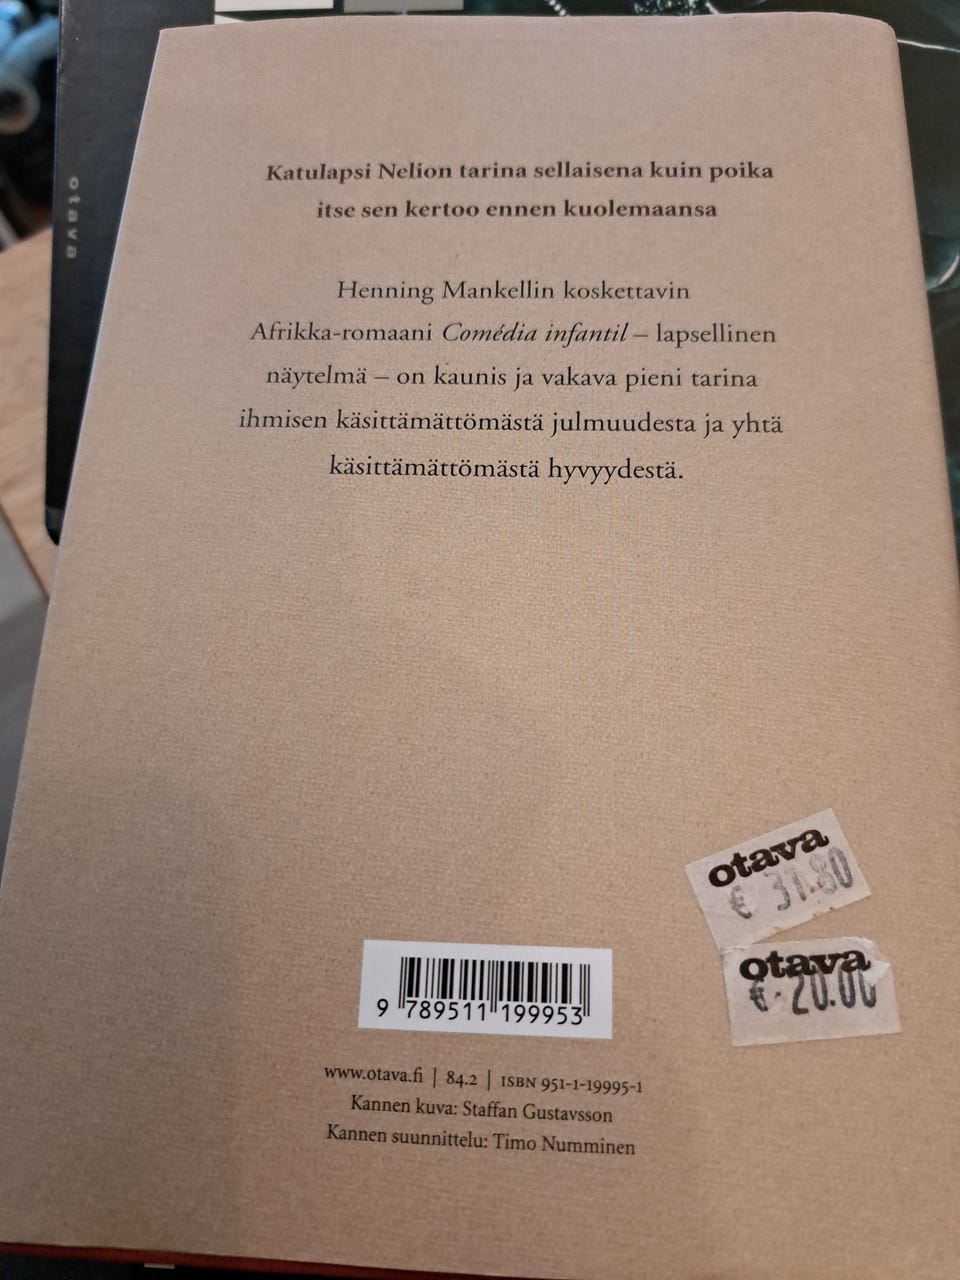 otava
Katulapsi Nelion tarina sellaisena kuin poika
itse sen kertoo ennen kuolemaansa
Henning Mankellin koskettavin
Afrikka-romaani Comédia infantil – lapsellinen
näytelmä – on kaunis ja vakava pieni tarina
ihmisen käsittämättömästä julmuudesta ja yhtä
käsittämättömästä hyvyydestä.
otava
€ 31.80
otava
€ 20.00
9 789511 199953
www.otava.fi | 84.2 | ISBN 951-1-19995-1
Kannen kuva: Staffan Gustavsson
Kannen suunnittelu: Timo Numminen